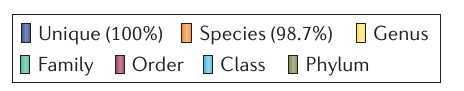 Unique (100%) Species (98.7%) Genus
Family Order Class Phylum